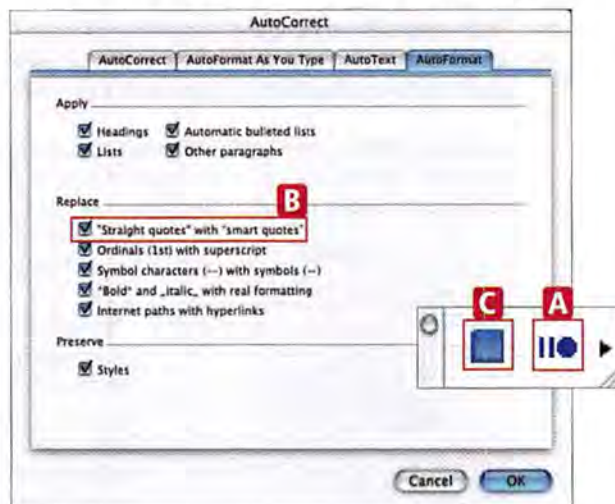 AutoCorrect
AutoCorrect AutoFormat As You Type AutoText AutoFormat
Apply
Headings Automatic bulleted lists
Lists Other paragraphs
Replace B
"Straight quotes" with "smart quotes"
Ordinals (1st) with superscript
Symbol characters (--) with symbols (—)
*Bold* and _italic_ with real formatting
Internet paths with hyperlinks
C A
Preserve
Styles
Cancel OK